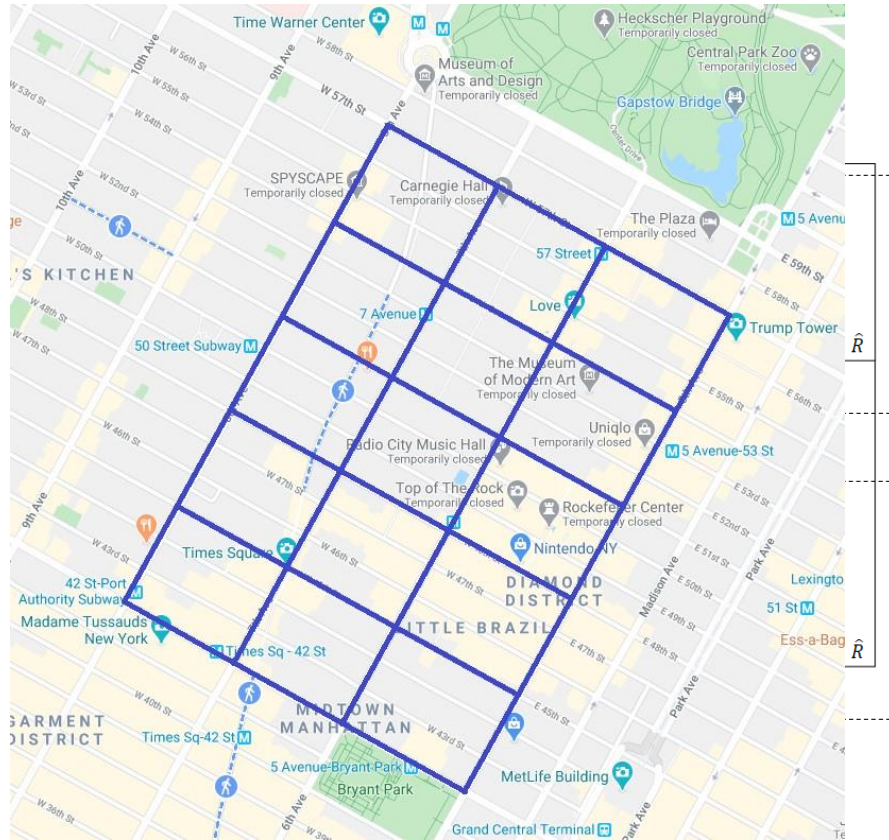 Time Warner Center
Heckscher Playground
Temporarily closed
10th Ave
9th Ave
W 58th St
W 56th St
W 57th St
W 55th St
W 54th St
W 53rd St
W 52nd St
Museum of
Arts and Design
Temporarily closed
Central Park Zoo
Temporarily closed
Gapstow Bridge
Center Drive
SPYSCAPE
Temporarily closed
Carnegie Hall
Temporarily closed
The Plaza
Temporarily closed
5 Avenu
10th Ave
W 50th St
57 Street
E 59th St
E 58th St
L'S KITCHEN
W 48th St
W 47th St
7 Avenue
Love
Trump Tower
50 Street Subway
R̂
The Museum
of Modern Art
Temporarily closed
E 56th St
E 55th St
W 46th St
Uniqlo
Temporarily closed
Radio City Music Hall
Temporarily closed
5 Avenue-53 St
W 47th St
Top of The Rock
Temporarily closed
Rockefeller Center
Temporarily closed
E 53rd St
E 52nd St
9th Ave
W 43rd St
Times Square
W 46th St
Nintendo NY
E 51st St
Park Ave
W 47th St
DIAMOND
DISTRICT
Madison Ave
E 50th St
Lexingto
42 St-Port
Authority Subway
E 49th St
51 St
Madame Tussauds
New York
LITTLE BRAZIL
E 48th St
Ess-a-Bag
R̂
Times Sq - 42 St
E 47th St
W 40th St
MIDTOWN
MANHATTAN
E 45th St
Park Ave
GARMENT
DISTRICT
Times Sq-42 St
W 43rd St
5 Avenue-Bryant Park
MetLife Building
Bryant Park
W 36th St
6th Ave
Grand Central Terminal
Park Ave